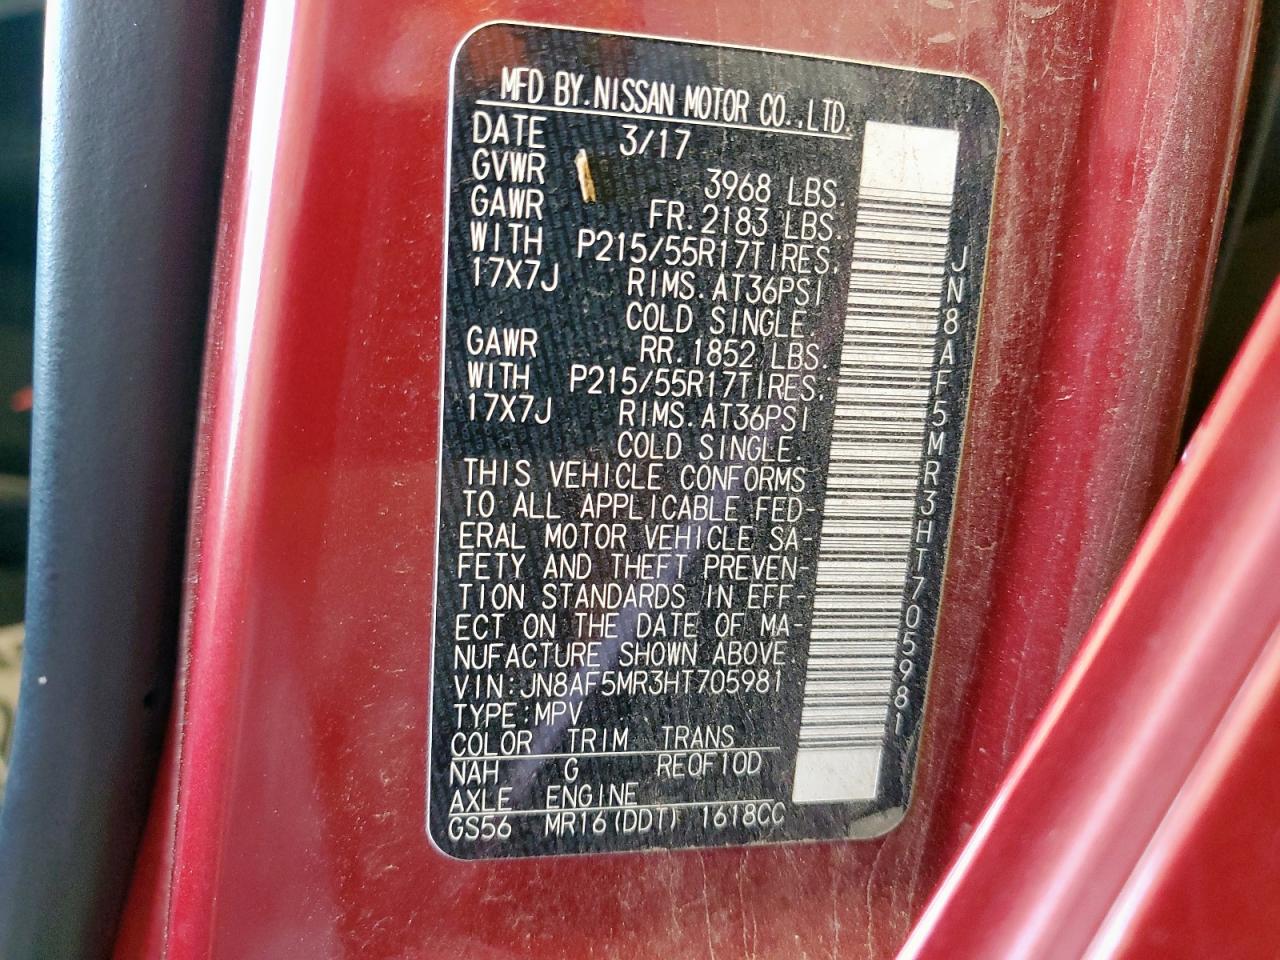 MFD BY.NISSAN MOTOR CO.,LTD.
DATE 3/17
GVWR 3968 LBS.
GAWR FR.2183 LBS.
WITH P215/55R17TIRES.
17X7J RIMS.AT36PSI
COLD SINGLE.
GAWR RR.1852 LBS.
WITH P215/55R17TIRES.
17X7J RIMS.AT36PSI
COLD SINGLE.
THIS VEHICLE CONFORMS
TO ALL APPLICABLE FED-
ERAL MOTOR VEHICLE SA-
FETY AND THEFT PREVEN-
TION STANDARDS IN EFF-
ECT ON THE DATE OF MA-
NUFACTURE SHOWN ABOVE.
VIN:JN8AF5MR3HT705981
TYPE:MPV
COLOR TRIM TRANS
NAH G RE0F10D
AXLE ENGINE
GS56 MR16(DDT) 1618CC
JN8AF5MR3HT705981